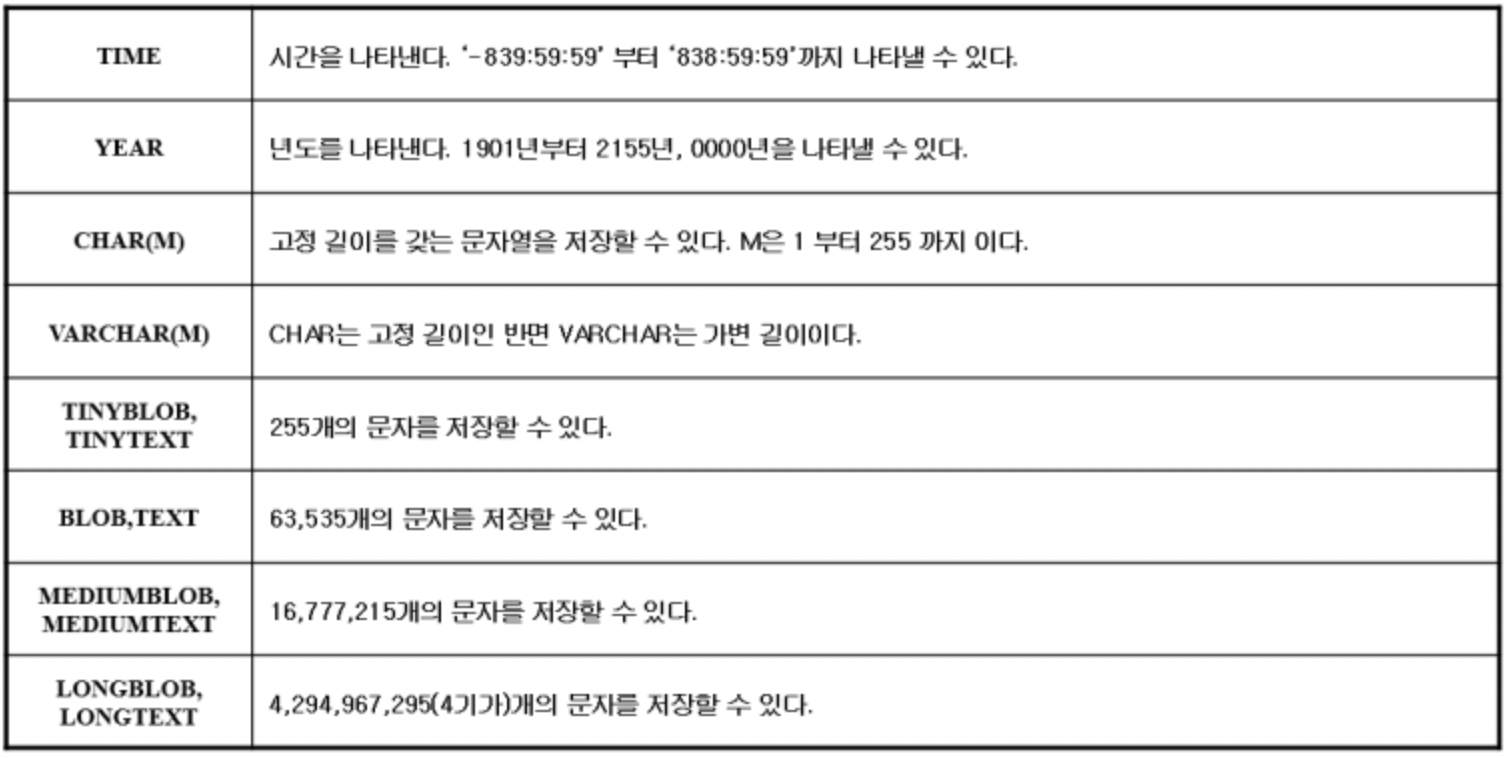 TIME
시간을 나타낸다. ‘-839:59:59’ 부터 ‘838:59:59’까지 나타낼 수 있다.
YEAR
년도를 나타낸다. 1901년부터 2155년, 0000년을 나타낼 수 있다.
CHAR(M)
고정 길이를 갖는 문자열을 저장할 수 있다. M은 1 부터 255 까지 이다.
VARCHAR(M)
CHAR는 고정 길이인 반면 VARCHAR는 가변 길이이다.
TINYBLOB,
TINYTEXT
255개의 문자를 저장할 수 있다.
BLOB,TEXT
63,535개의 문자를 저장할 수 있다.
MEDIUMBLOB,
MEDIUMTEXT
16,777,215개의 문자를 저장할 수 있다.
LONGBLOB,
LONGTEXT
4,294,967,295(4기가)개의 문자를 저장할 수 있다.